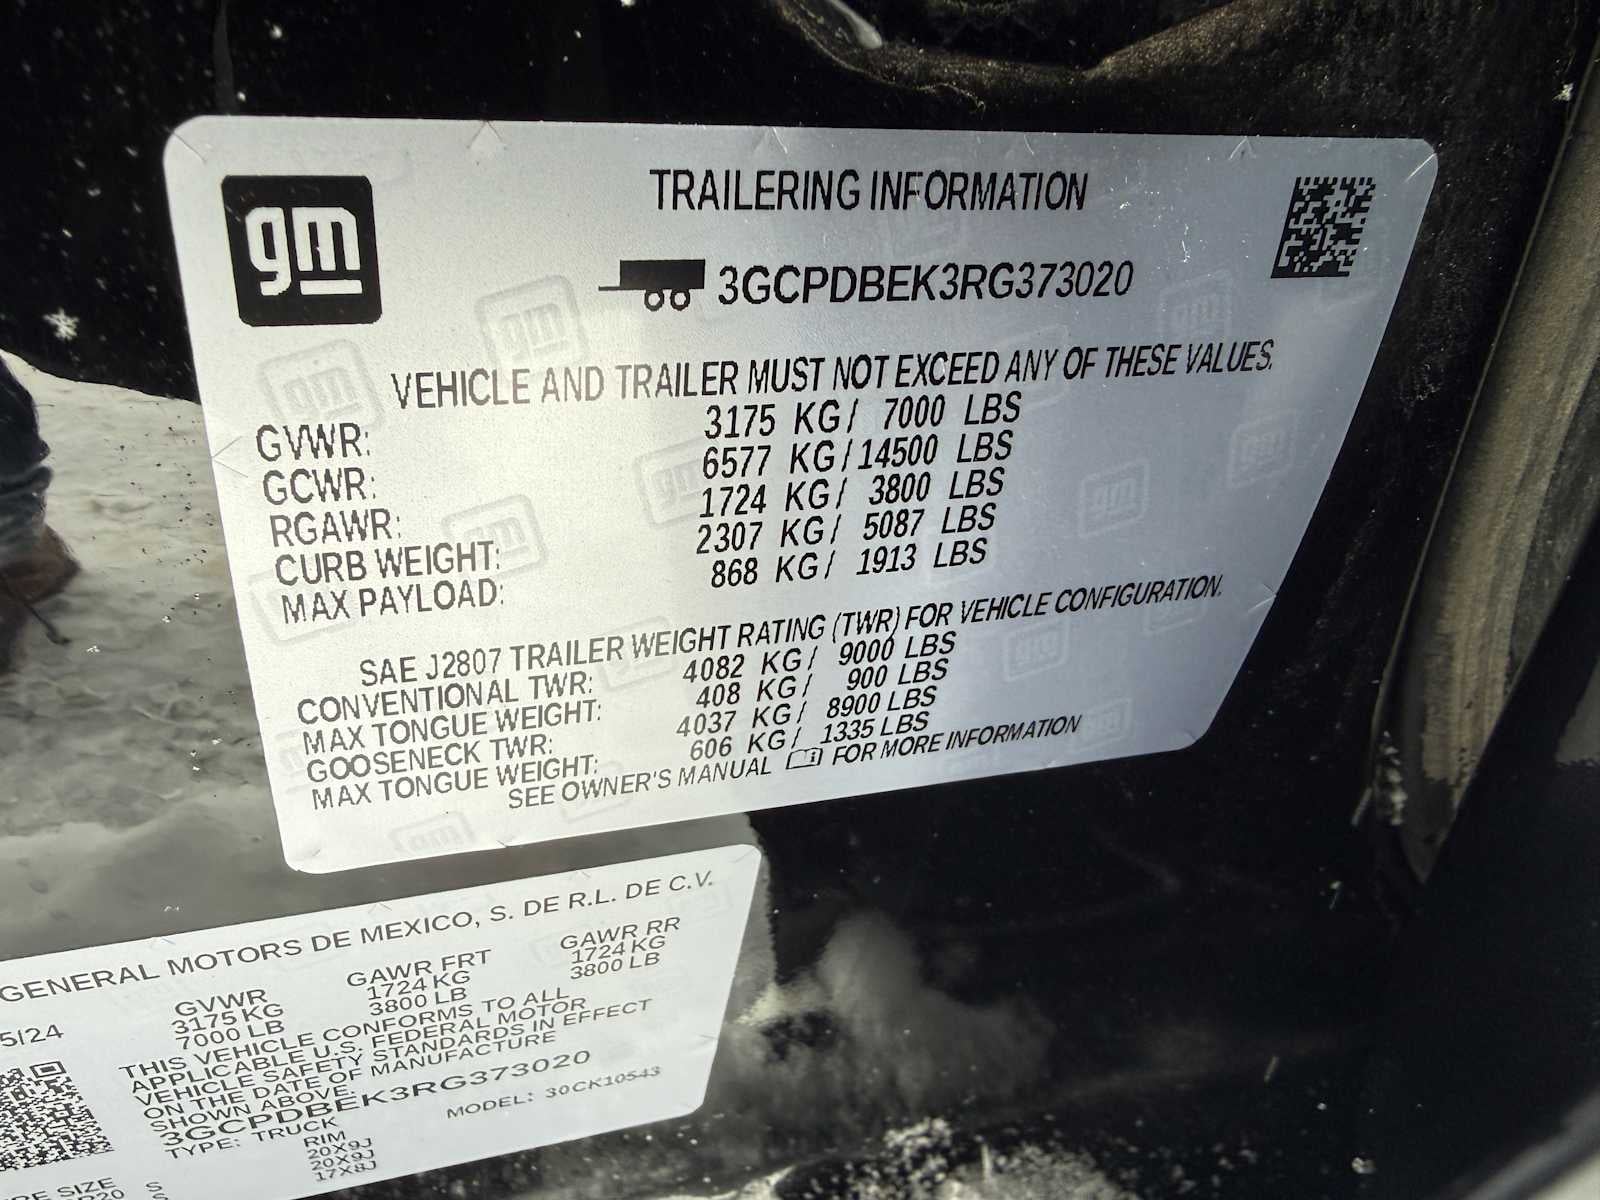 gm
TRAILERING INFORMATION
3GCPDBEK3RG373020
VEHICLE AND TRAILER MUST NOT EXCEED ANY OF THESE VALUES.
GVWR: 3175 KG/ 7000 LBS
GCWR: 6577 KG/14500 LBS
RGAWR: 1724 KG/ 3800 LBS
CURB WEIGHT: 2307 KG/ 5087 LBS
MAX PAYLOAD: 868 KG/ 1913 LBS
SAE J2807 TRAILER WEIGHT RATING (TWR) FOR VEHICLE CONFIGURATION.
CONVENTIONAL TWR: 4082 KG/ 9000 LBS
MAX TONGUE WEIGHT: 408 KG/ 900 LBS
GOOSENECK TWR: 4037 KG/ 8900 LBS
MAX TONGUE WEIGHT: 606 KG/ 1335 LBS
SEE OWNER'S MANUAL FOR MORE INFORMATION
GENERAL MOTORS DE MEXICO, S. DE R.L. DE C.V.
5/24 GVWR GAWR FRT GAWR RR
3175 KG 1724 KG 1724 KG
7000 LB 3800 LB 3800 LB
THIS VEHICLE CONFORMS TO ALL
APPLICABLE U.S. FEDERAL MOTOR
VEHICLE SAFETY STANDARDS IN EFFECT
ON THE DATE OF MANUFACTURE
SHOWN ABOVE.
3GCPDBEK3RG373020
TYPE: TRUCK MODEL: 30CK10543
SIZE RIM
R20 S 20X9J
S 20X9J
17X8J